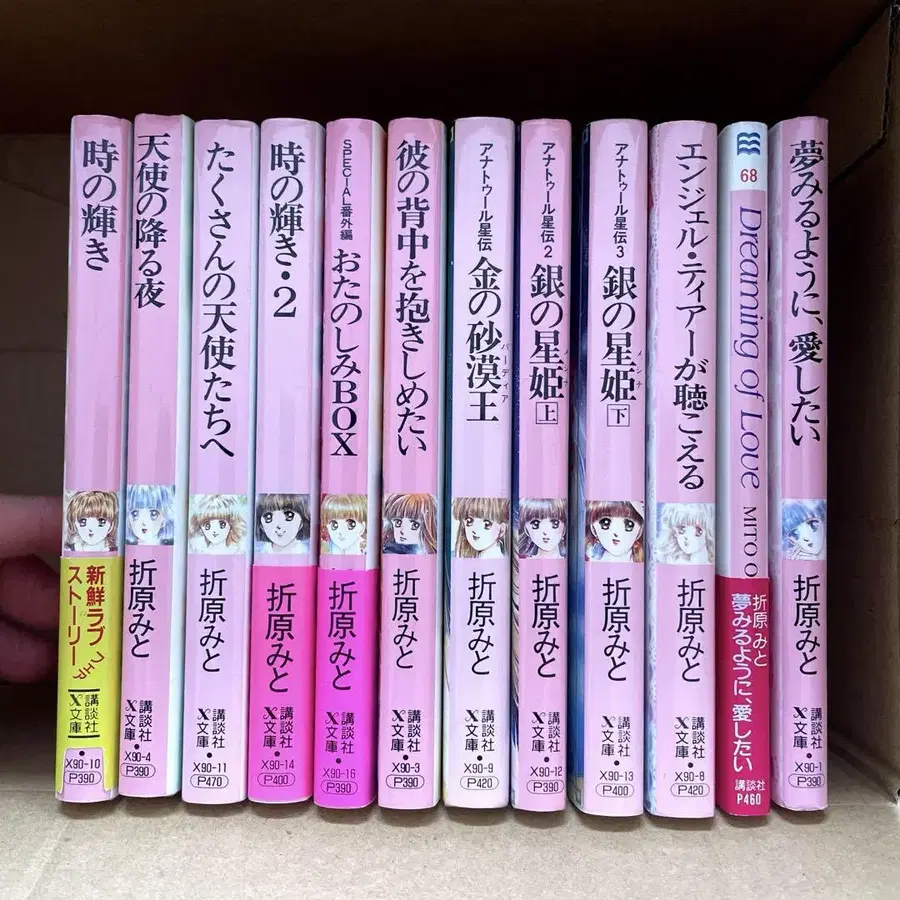 時の輝き
新鮮ラブ
ストーリーフェア
講談社
X文庫
X90-10
P390
天使の降る夜
折原みと
講談社
X文庫
X90-4
P390
たくさんの天使たちへ
折原みと
講談社
X文庫
X90-11
P470
時の輝き・2
折原みと
講談社
X文庫
X90-14
P400
SPECIAL番外編
おたのしみBOX
折原みと
講談社
X文庫
X90-16
P390
彼の背中を抱きしめたい
折原みと
講談社
X文庫
X90-3
P390
アナトゥール星伝
金の砂漠王
バーディア
折原みと
講談社
X文庫
X90-9
P420
アナトゥール星伝2
銀の星姫 上
メシナ
折原みと
講談社
X文庫
X90-12
P390
アナトゥール星伝3
銀の星姫 下
メシナ
折原みと
講談社
X文庫
X90-13
P400
エンジェル・ティアーが聴こえる
折原みと
講談社
X文庫
X90-8
P420
68
Dreaming of Love
MITO O
折原みと
夢みるように、愛したい
講談社
P460
夢みるように、愛したい
折原みと
講談社
X文庫
X90-1
P390